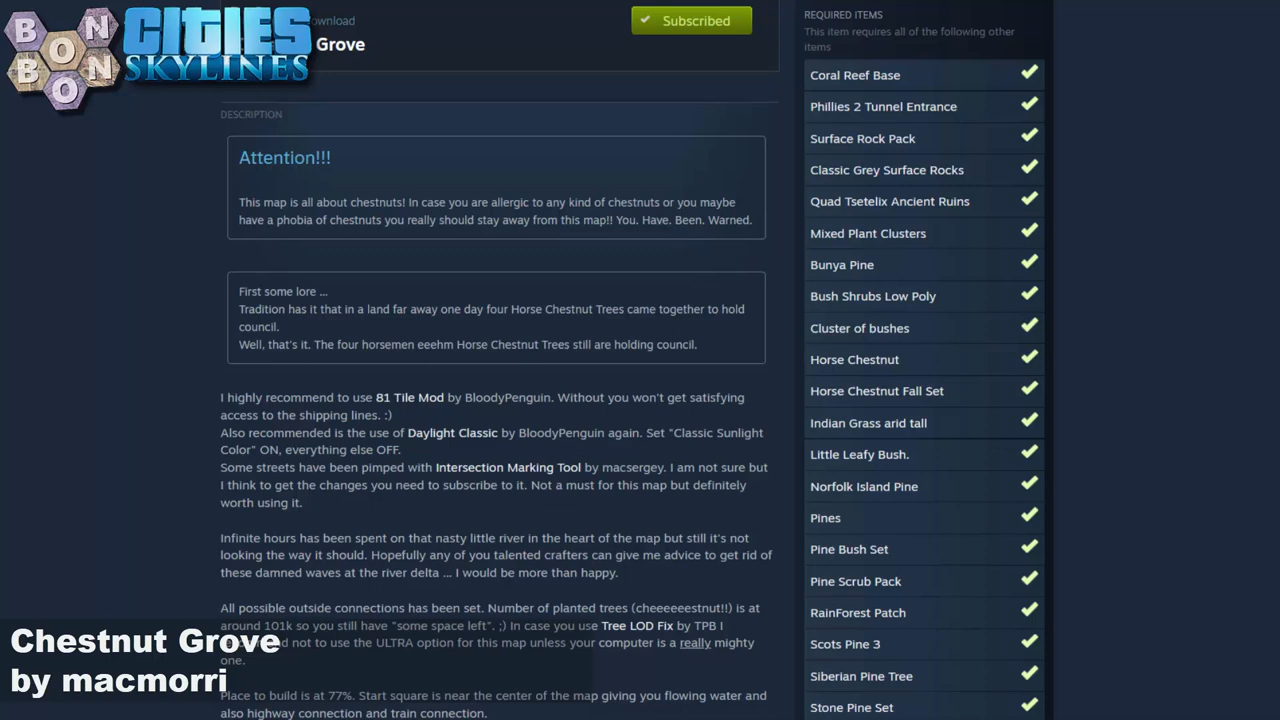 BON
BON
CITIES
SKYLINES
ownload
Grove
Subscribed
DESCRIPTION
Attention!!!
This map is all about chestnuts! In case you are allergic to any kind of chestnuts or you maybe
have a phobia of chestnuts you really should stay away from this map!! You. Have. Been. Warned.
First some lore ...
Tradition has it that in a land far away one day four Horse Chestnut Trees came together to hold
council.
Well, that's it. The four horsemen eeehm Horse Chestnut Trees still are holding council.
I highly recommend to use 81 Tile Mod by BloodyPenguin. Without you won't get satisfying
access to the shipping lines. :)
Also recommended is the use of Daylight Classic by BloodyPenguin again. Set "Classic Sunlight
Color" ON, everything else OFF.
Some streets have been pimped with Intersection Marking Tool by macsergey. I am not sure but
I think to get the changes you need to subscribe to it. Not a must for this map but definitely
worth using it.
Infinite hours has been spent on that nasty little river in the heart of the map but still it's not
looking the way it should. Hopefully any of you talented crafters can give me advice to get rid of
these damned waves at the river delta ... I would be more than happy.
All possible outside connections has been set. Number of planted trees (cheeeeeestnut!!) is at
around 101k so you still have "some space left". ;) In case you use Tree LOD Fix by TPB I
not to use the ULTRA option for this map unless your computer is a really mighty
one.
Place to build is at 77%. Start square is near the center of the map giving you flowing water and
also highway connection and train connection.
Chestnut Grove
by macmorri
REQUIRED ITEMS
This item requires all of the following other
items
Coral Reef Base
Phillies 2 Tunnel Entrance
Surface Rock Pack
Classic Grey Surface Rocks
Quad Tsetelix Ancient Ruins
Mixed Plant Clusters
Bunya Pine
Bush Shrubs Low Poly
Cluster of bushes
Horse Chestnut
Horse Chestnut Fall Set
Indian Grass arid tall
Little Leafy Bush.
Norfolk Island Pine
Pines
Pine Bush Set
Pine Scrub Pack
RainForest Patch
Scots Pine 3
Siberian Pine Tree
Stone Pine Set